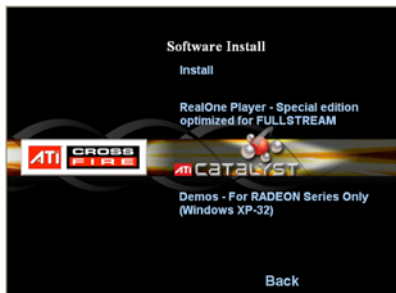 Software Install
Install
RealOne Player - Special edition
optimized for FULLSTREAM
ATI CROSS
FIRE
ATI CATALYST
Demos - For RADEON Series Only
(Windows XP-32)
Back